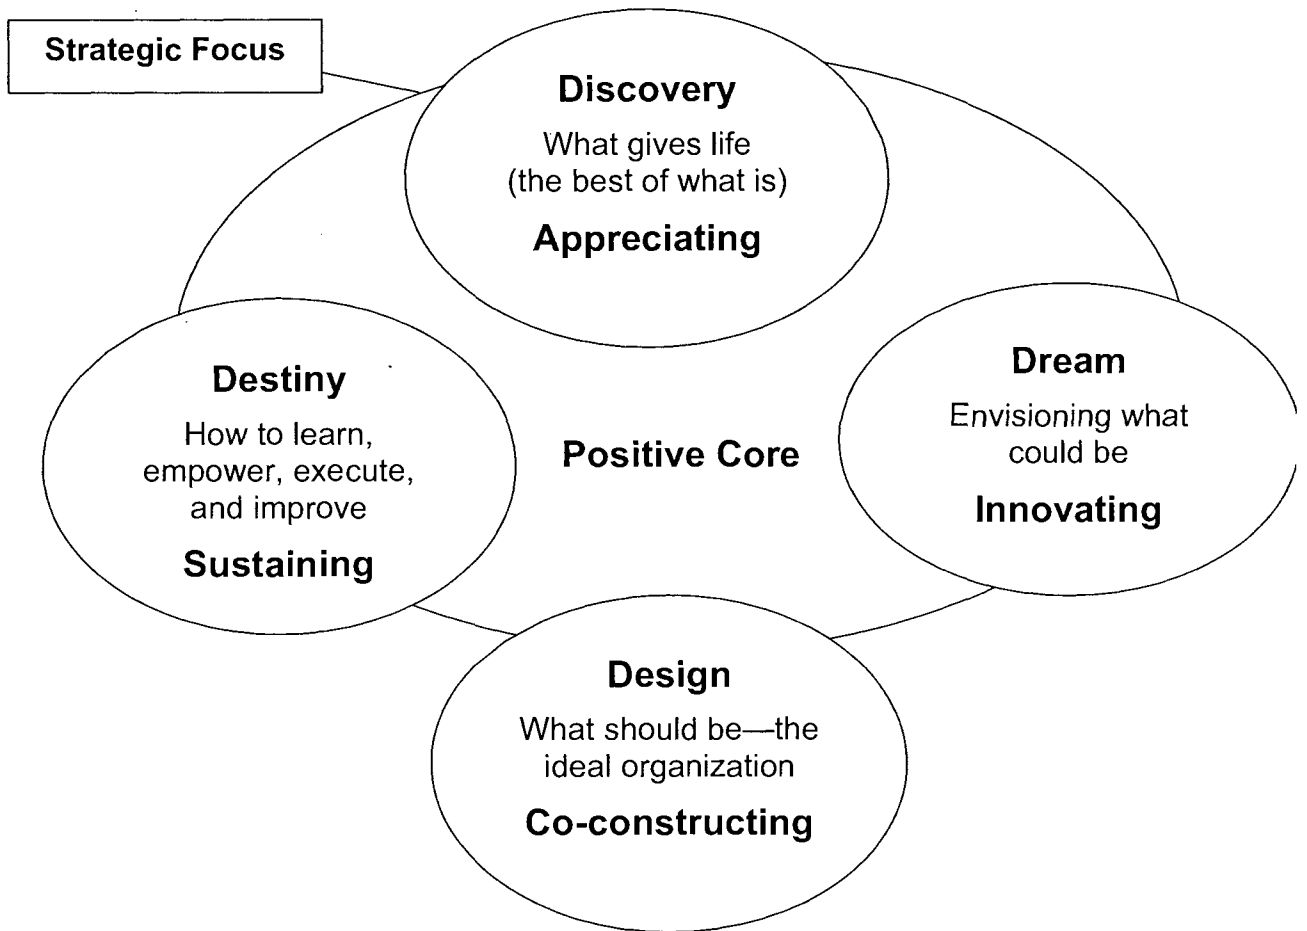 Strategic Focus
Discovery
What gives life
(the best of what is)
Appreciating
Dream
Envisioning what
could be
Innovating
Positive Core
Destiny
How to learn,
empower, execute,
and improve
Sustaining
Design
What should be—the
ideal organization
Co-constructing